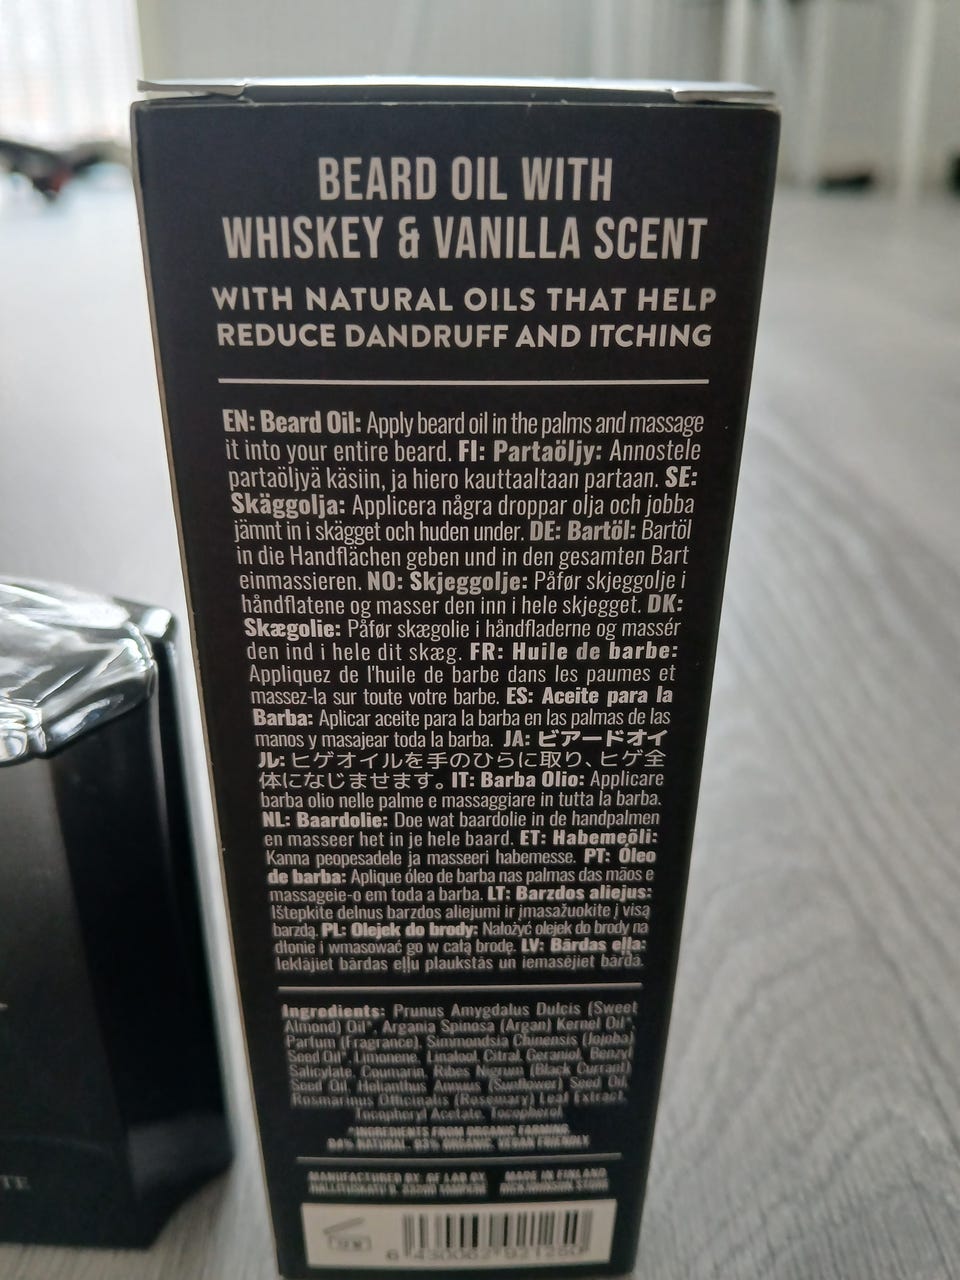 BEARD OIL WITH
WHISKEY & VANILLA SCENT
WITH NATURAL OILS THAT HELP
REDUCE DANDRUFF AND ITCHING
EN: Beard Oil: Apply beard oil in the palms and massage
it into your entire beard. FI: Partaöljy: Annostele
partaöljyä käsiin, ja hiero kauttaaltaan partaan. SE:
Skäggolja: Applicera några droppar olja och jobba
jämnt in i skägget och huden under. DE: Bartöl: Bartöl
in die Handflächen geben und in den gesamten Bart
einmassieren. NO: Skjeggolje: Påfør skjeggolje i
håndflatene og masser den inn i hele skjegget. DK:
Skægolie: Påfør skægolie i håndfladerne og massér
den ind i hele dit skæg. FR: Huile de barbe:
Appliquez de l'huile de barbe dans les paumes et
massez-la sur toute votre barbe. ES: Aceite para la
Barba: Aplicar aceite para la barba en las palmas de las
manos y masajear toda la barba. JA: ビアードオイ
ル: ヒゲオイルを手のひらに取り、ヒゲ全
体になじませます。 IT: Barba Olio: Applicare
barba olio nelle palme e massaggiare in tutta la barba.
NL: Baardolie: Doe wat baardolie in de handpalmen
en masseer het in je hele baard. ET: Habemeõli:
Kanna peopesadele ja masseeri habemesse. PT: Óleo
de barba: Aplique óleo de barba nas palmas das mãos e
massageie-o em toda a barba. LT: Barzdos aliejus:
Ištepkite delnus barzdos aliejumi ir įmasažuokite į visą
barzdą. PL: Olejek do brody: Nałożyć olejek do brody na
dłonie i wmasować go w całą brodę. LV: Bārdas eļļa:
Ieklājiet bārdas eļļu plaukstās un iemasējiet bārdā.
Ingredients: Prunus Amygdalus Dulcis (Sweet
Almond) Oil*, Argania Spinosa (Argan) Kernel Oil*,
Parfum (Fragrance), Simmondsia Chinensis (Jojoba)
Seed Oil*, Limonene, Linalool, Citral, Geraniol, Benzyl
Salicylate, Coumarin, Ribes Nigrum (Black Currant)
Seed Oil, Helianthus Annuus (Sunflower) Seed Oil,
Rosmarinus Officinalis (Rosemary) Leaf Extract,
Tocopheryl Acetate, Tocopherol
*INGREDIENTS FROM ORGANIC FARMING
NATURAL, ORGANIC, VEGAN FRIENDLY
MANUFACTURED BY: LAB OY MADE IN FINLAND
TE